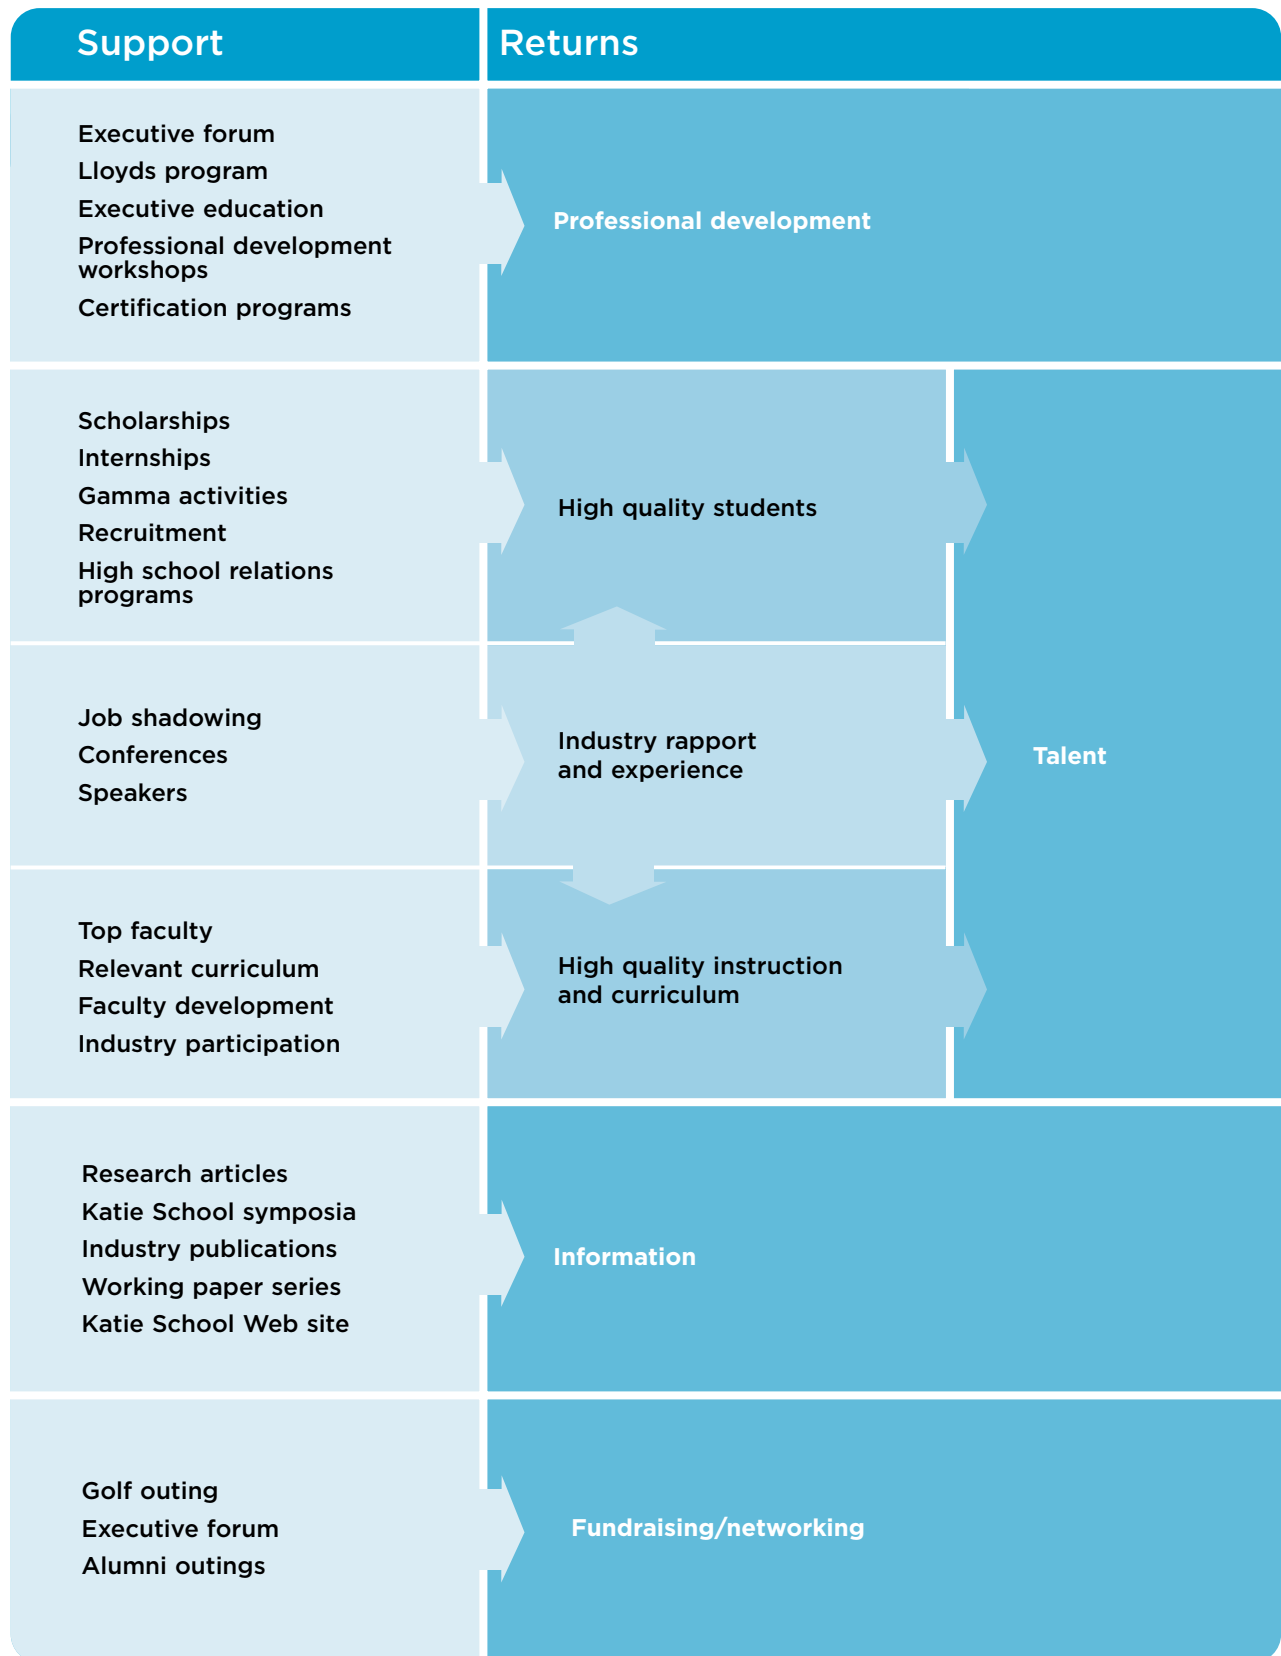 Support
Returns
Executive forum
Lloyds program
Executive education
Professional development
workshops
Certification programs
Professional development
Scholarships
Internships
Gamma activities
Recruitment
High school relations
programs
High quality students
Job shadowing
Conferences
Speakers
Industry rapport
and experience
Talent
Top faculty
Relevant curriculum
Faculty development
Industry participation
High quality instruction
and curriculum
Research articles
Katie School symposia
Industry publications
Working paper series
Katie School Web site
Information
Golf outing
Executive forum
Alumni outings
Fundraising/networking